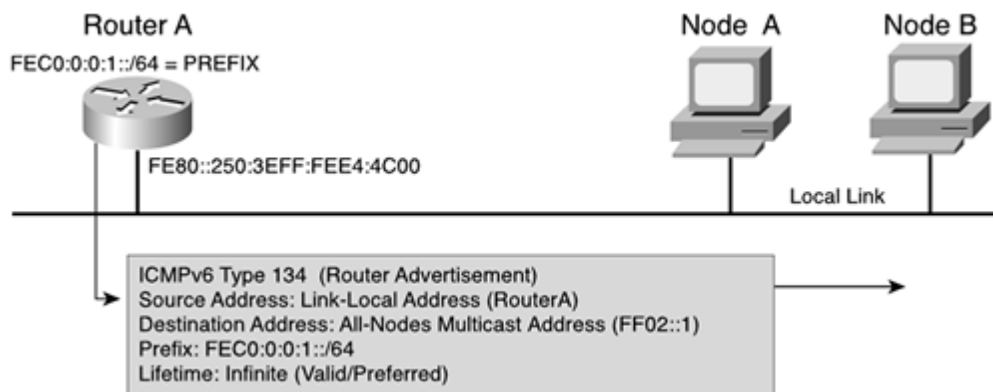 Router A
Node A
Node B
FEC0:0:0:1::/64 = PREFIX
FE80::250:3EFF:FEE4:4C00
Local Link
ICMPv6 Type 134 (Router Advertisement)
Source Address: Link-Local Address (RouterA)
Destination Address: All-Nodes Multicast Address (FF02::1)
Prefix: FEC0:0:0:1::/64
Lifetime: Infinite (Valid/Preferred)